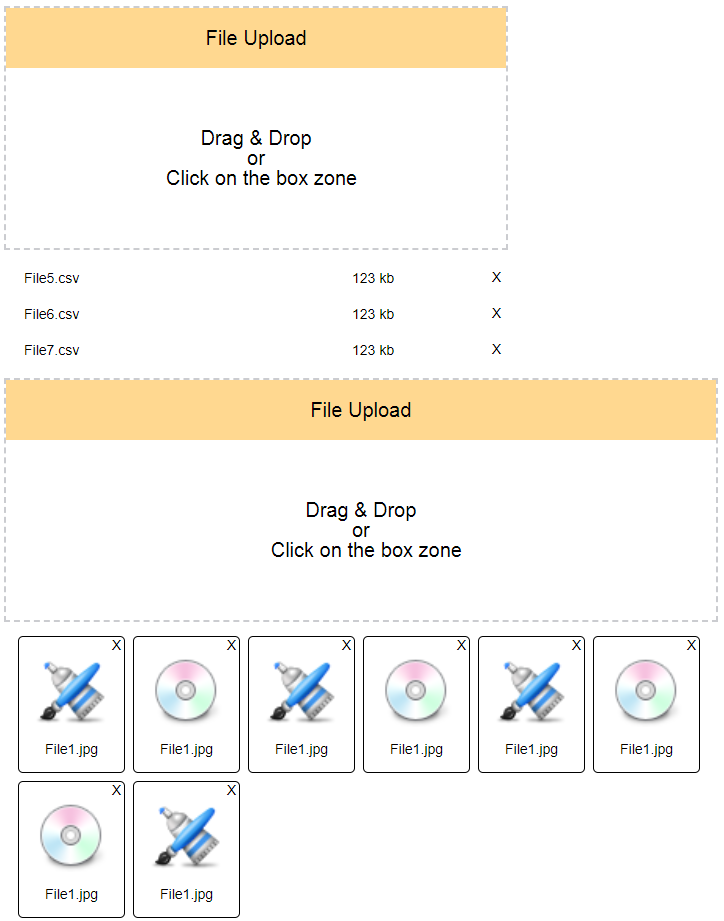 File Upload
Drag & Drop
or
Click on the box zone
File5.csv 123 kb X
File6.csv 123 kb X
File7.csv 123 kb X
File Upload
Drag & Drop
or
Click on the box zone
X X X X X X
File1.jpg File1.jpg File1.jpg File1.jpg File1.jpg File1.jpg
X X
File1.jpg File1.jpg